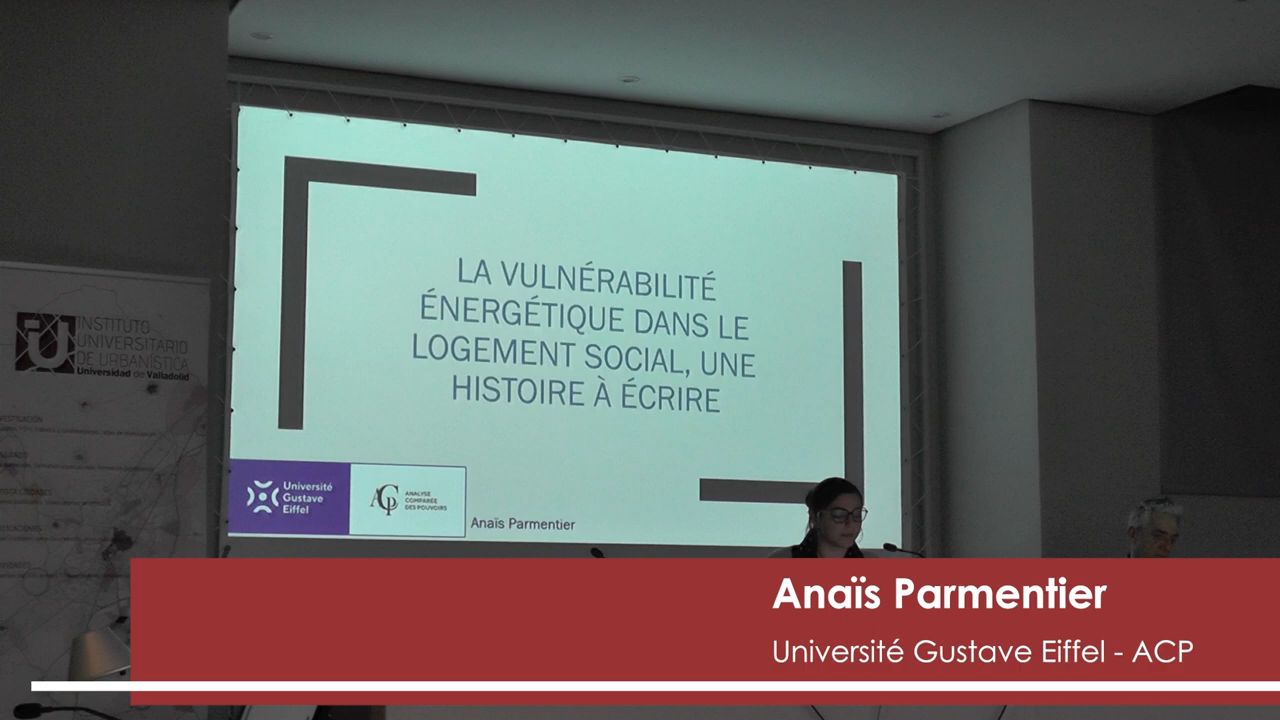 LA VULNÉRABILITÉ
ÉNERGÉTIQUE DANS LE
LOGEMENT SOCIAL, UNE
HISTOIRE À ÉCRIRE
INSTITUTO
UNIVERSITARIO
DE URBANÍSTICA
Universidad de Valladolid
Université
Gustave
Eiffel
ACP
ANALYSE
COMPARÉE
DES POUVOIRS
Anaïs Parmentier
Anaïs Parmentier
Université Gustave Eiffel - ACP